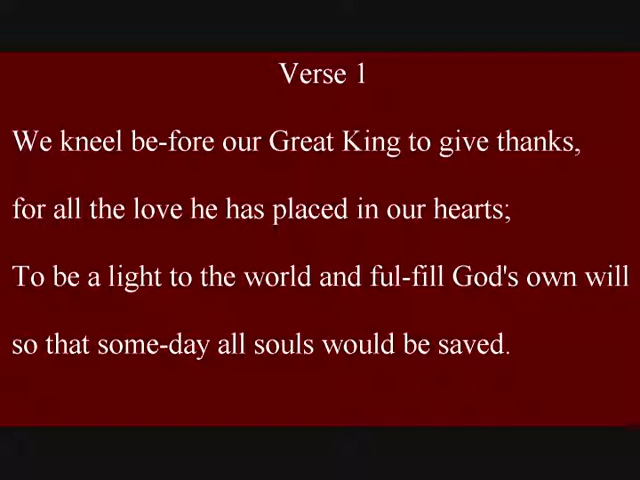 Verse 1
We kneel be-fore our Great King to give thanks,
for all the love he has placed in our hearts;
To be a light to the world and ful-fill God's own will
so that some-day all souls would be saved.